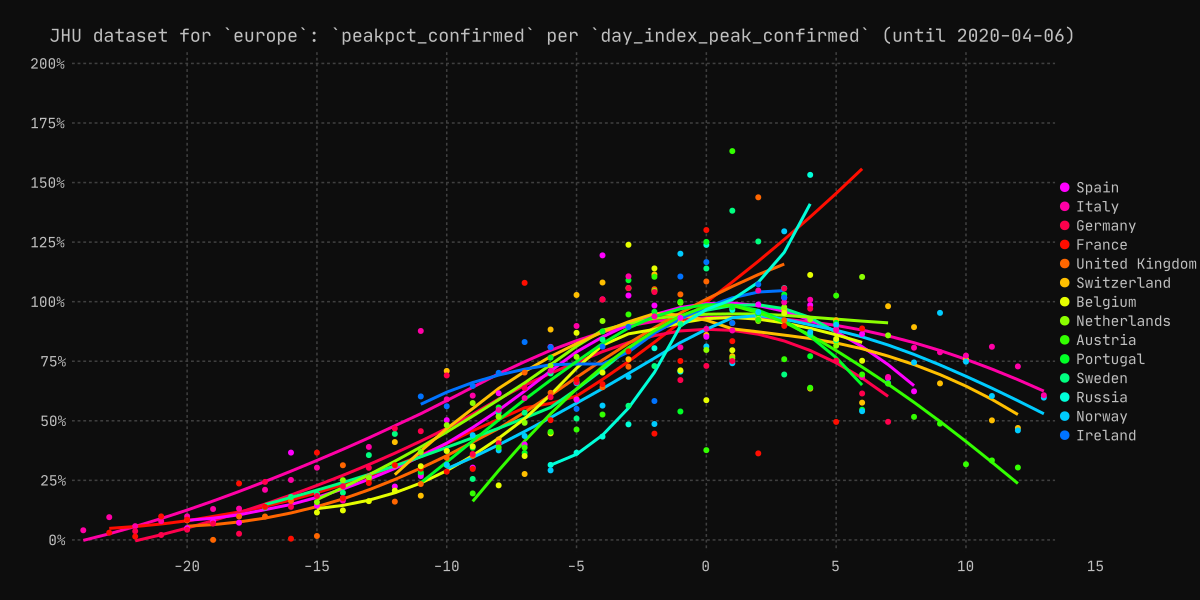 JHU dataset for `europe`: `peakpct_confirmed` per `day_index_peak_confirmed` (until 2020-04-06)
200%
175%
150%
125%
100%
75%
50%
25%
0%
-20 -15 -10 -5 0 5 10 15
Spain
Italy
Germany
France
United Kingdom
Switzerland
Belgium
Netherlands
Austria
Portugal
Sweden
Russia
Norway
Ireland